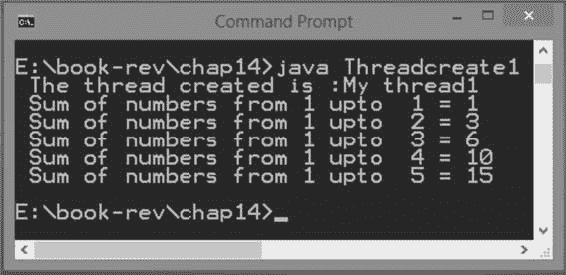 Command Prompt
E:\book-rev\chap14>java Threadcreate1
The thread created is :My thread1
Sum of numbers from 1 upto 1 = 1
Sum of numbers from 1 upto 2 = 3
Sum of numbers from 1 upto 3 = 6
Sum of numbers from 1 upto 4 = 10
Sum of numbers from 1 upto 5 = 15
E:\book-rev\chap14>_